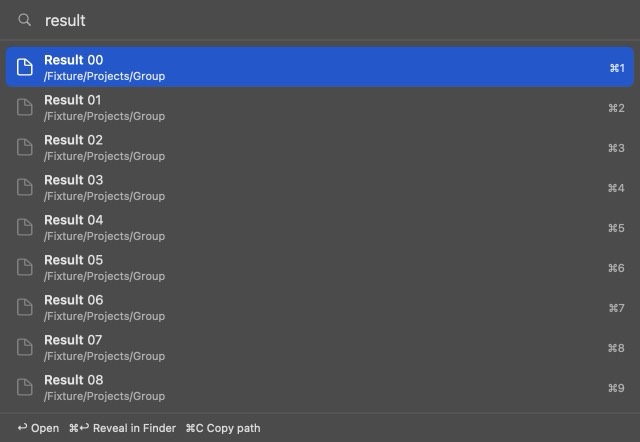 result
Result 00
/Fixture/Projects/Group
⌘1
Result 01
/Fixture/Projects/Group
⌘2
Result 02
/Fixture/Projects/Group
⌘3
Result 03
/Fixture/Projects/Group
⌘4
Result 04
/Fixture/Projects/Group
⌘5
Result 05
/Fixture/Projects/Group
⌘6
Result 06
/Fixture/Projects/Group
⌘7
Result 07
/Fixture/Projects/Group
⌘8
Result 08
/Fixture/Projects/Group
⌘9
↩ Open ⌘↩ Reveal in Finder ⌘C Copy path